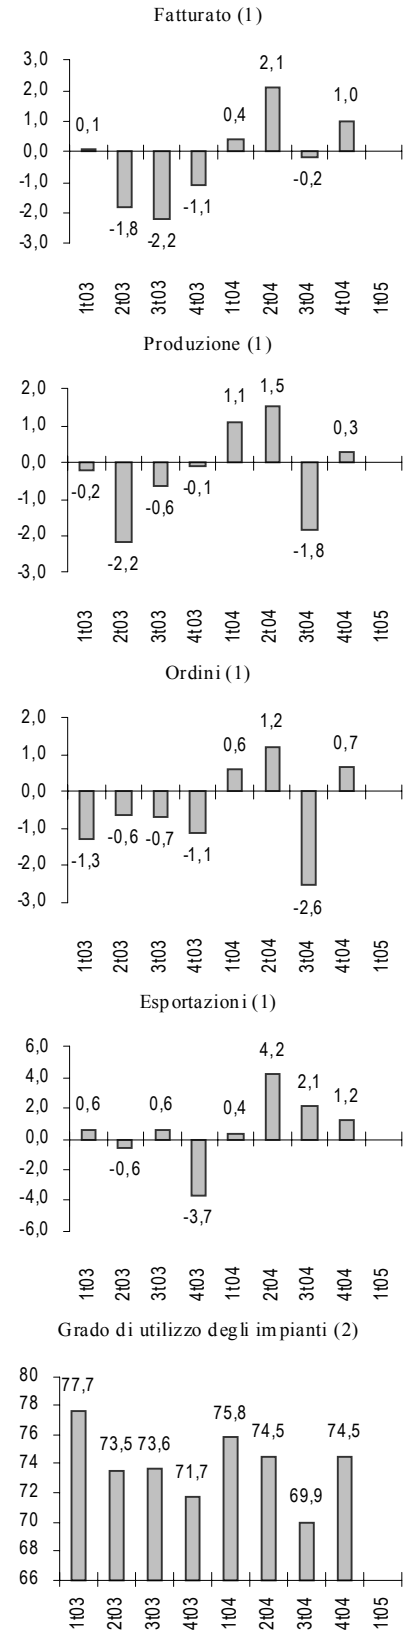 Fatturato (1)
3,0
2,0
1,0
0,0
-1,0
-2,0
-3,0
0,1
-1,8
-2,2
-1,1
0,4
2,1
-0,2
1,0
1t03
2t03
3t03
4t03
1t04
2t04
3t04
4t04
1t05
Produzione (1)
2,0
1,0
0,0
-1,0
-2,0
-3,0
-0,2
-2,2
-0,6
-0,1
1,1
1,5
-1,8
0,3
1t03
2t03
3t03
4t03
1t04
2t04
3t04
4t04
1t05
Ordini (1)
2,0
1,0
0,0
-1,0
-2,0
-3,0
-1,3
-0,6
-0,7
-1,1
0,6
1,2
-2,6
0,7
1t03
2t03
3t03
4t03
1t04
2t04
3t04
4t04
1t05
Esportazioni (1)
6,0
4,0
2,0
0,0
-2,0
-4,0
-6,0
0,6
-0,6
0,6
-3,7
0,4
4,2
2,1
1,2
1t03
2t03
3t03
4t03
1t04
2t04
3t04
4t04
1t05
Grado di utilizzo degli impianti (2)
80
78
76
74
72
70
68
66
77,7
73,5
73,6
71,7
75,8
74,5
69,9
74,5
1t03
2t03
3t03
4t03
1t04
2t04
3t04
4t04
1t05